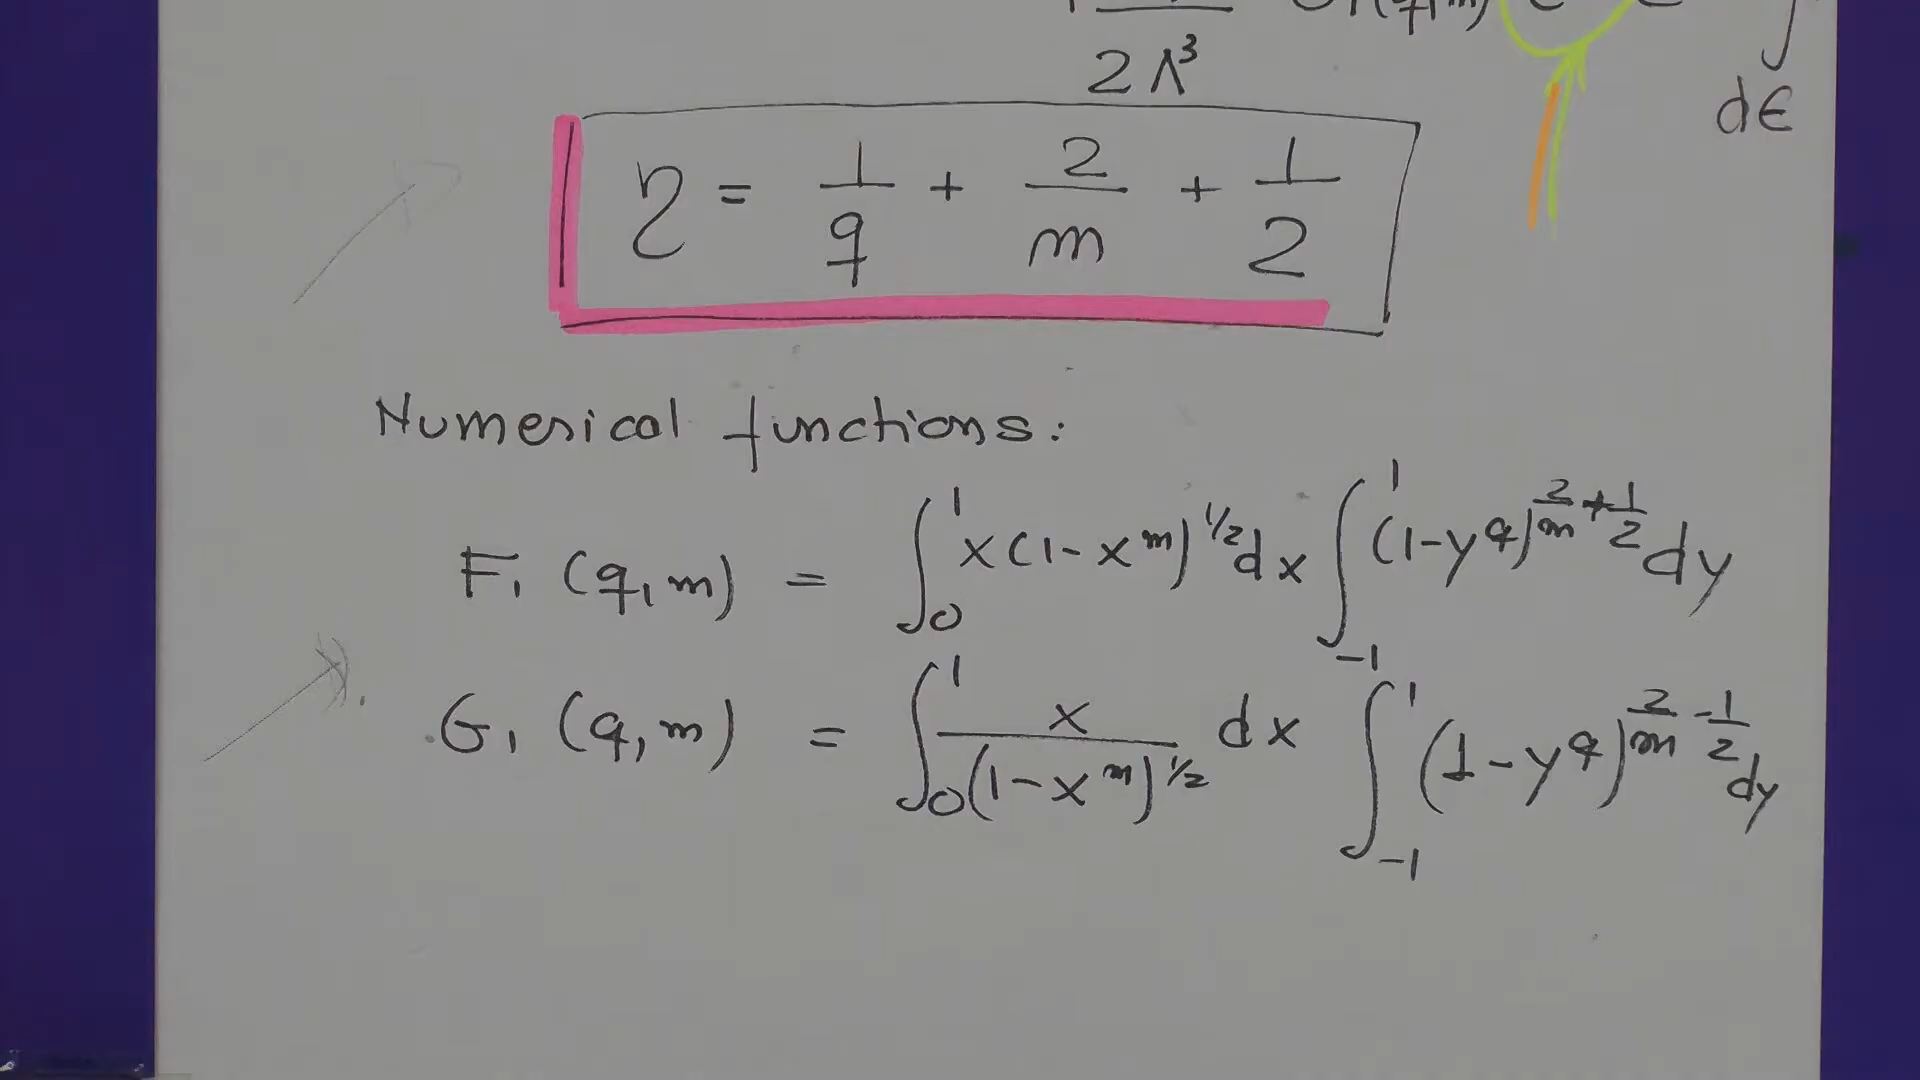 2Λ³
dϵ
η = 1/q + 2/m + 1/2
Numerical functions:
F₁ (q,m) = ∫₀¹ x(1-x^m)^{1/2} dx ∫₋₁¹ (1-y^q)^{2/m + 1/2} dy
G₁ (q,m) = ∫₀¹ x/(1-x^m)^{1/2} dx ∫₋₁¹ (1-y^q)^{2/m - 1/2} dy